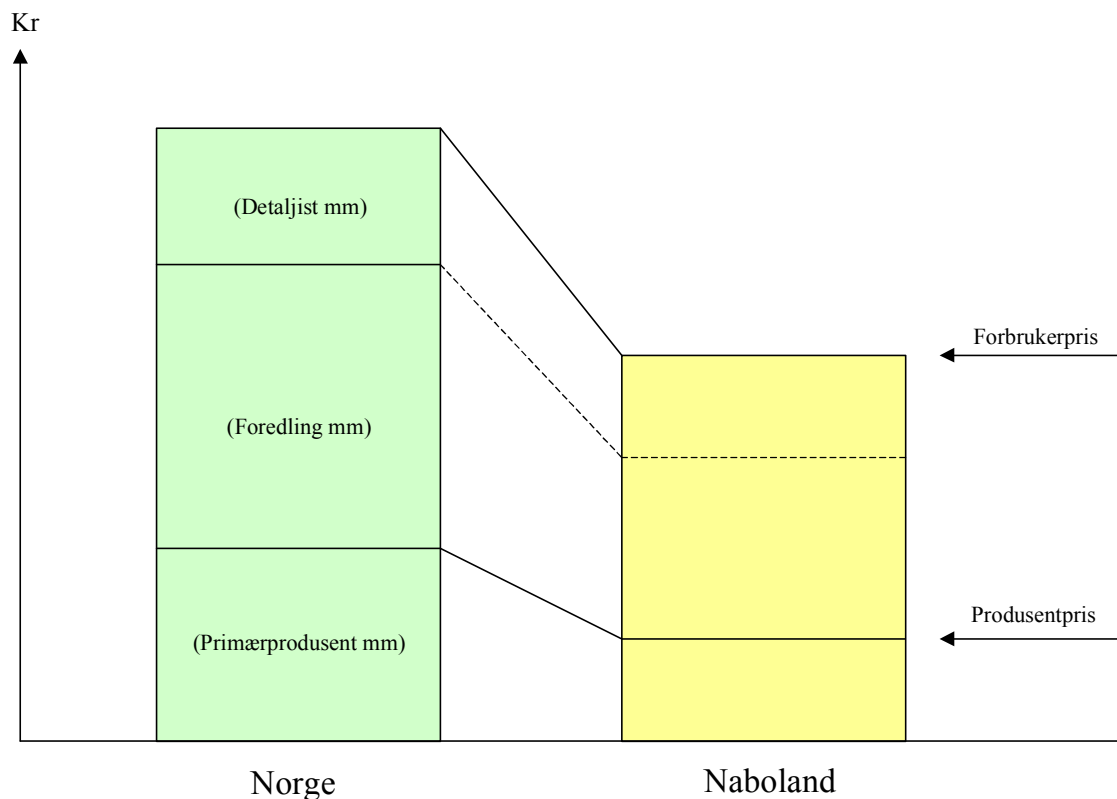 Kr
(Detaljist mm)
Forbrukerpris
(Foredling mm)
Produsentpris
(Primærprodusent mm)
Norge
Naboland